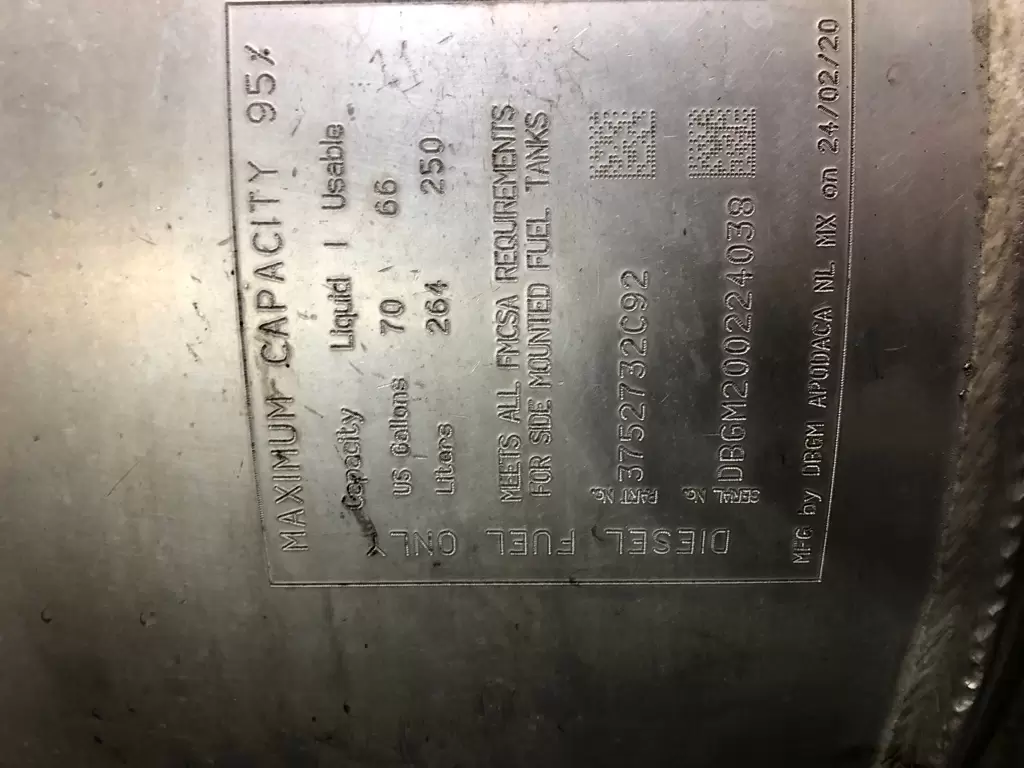 MAXIMUM CAPACITY 95%
Capacity Liquid | Usable
US Gallons 70 66
Liters 264 250
MEETS ALL FMCSA REQUIREMENTS
FOR SIDE MOUNTED FUEL TANKS
PART No. 3752732C92
SERIAL No. DBGM2002224038
DIESEL
FUEL
ONLY
MFG by DBGM APODACA NL MX on 24/02/20